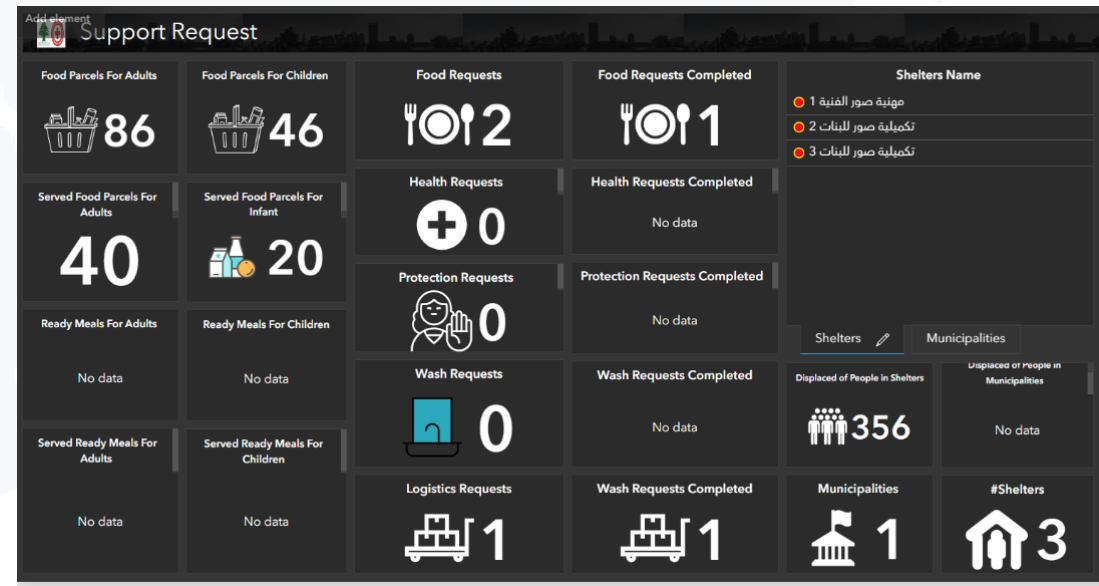 Add element
Support Request
Food Parcels For Adults
86
Food Parcels For Children
46
Food Requests
2
Food Requests Completed
1
Shelters Name
مهنية صور الفنية 1
تكميلية صور للبنات 2
تكميلية صور للبنات 3
Served Food Parcels For
Adults
40
Served Food Parcels For
Infant
20
Health Requests
0
Health Requests Completed
No data
Protection Requests
0
Protection Requests Completed
No data
Shelters
Municipalities
Ready Meals For Adults
No data
Ready Meals For Children
No data
Wash Requests
0
Wash Requests Completed
No data
Displaced of People in Shelters
356
Displaced of People in
Municipalities
No data
Served Ready Meals For
Adults
No data
Served Ready Meals For
Children
No data
Logistics Requests
1
Wash Requests Completed
1
Municipalities
1
#Shelters
3